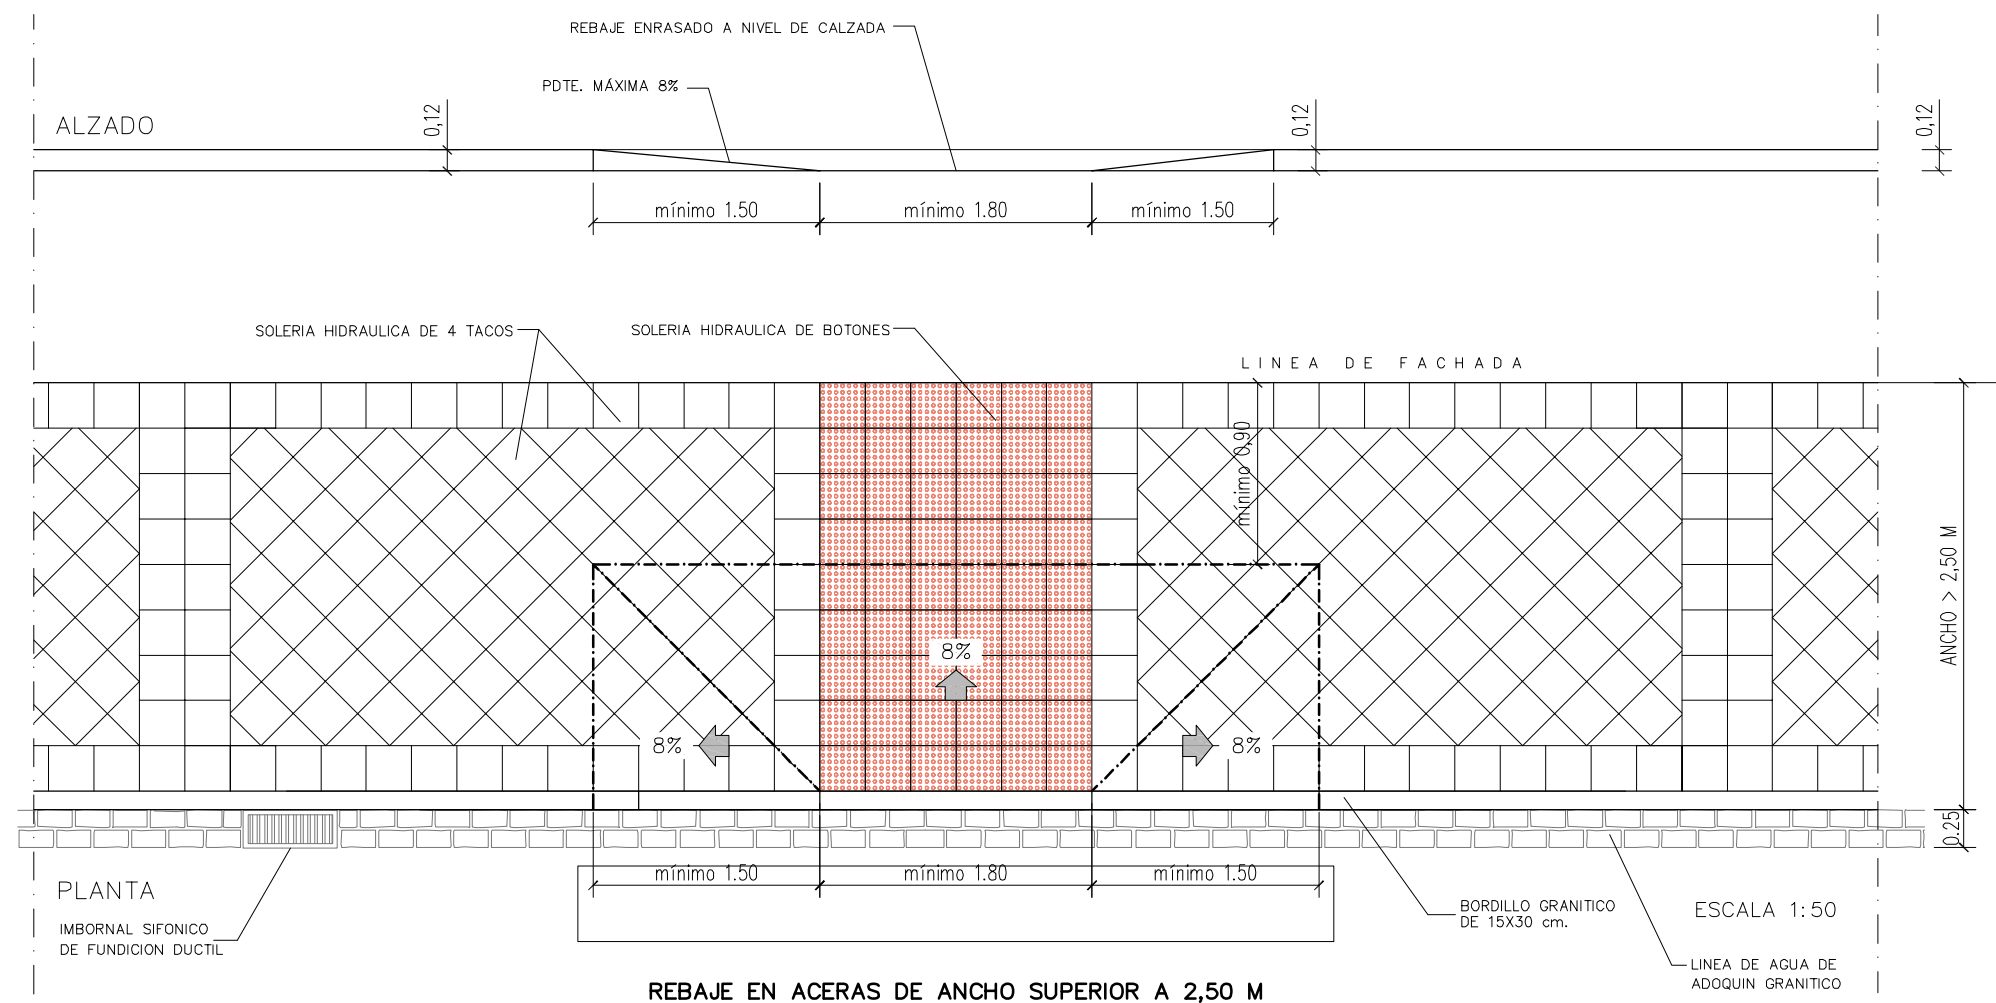 REBAJE ENRASADO A NIVEL DE CALZADA
PDTE. MÁXIMA 8%
ALZADO
0,12
0,12
0,12
mínimo 1.50
mínimo 1.80
mínimo 1.50
SOLERIA HIDRAULICA DE 4 TACOS
SOLERIA HIDRAULICA DE BOTONES
LINEA DE FACHADA
mínimo 0,90
ANCHO > 2,50 M
8%
8%
8%
0.25
mínimo 1.50
mínimo 1.80
mínimo 1.50
PLANTA
IMBORNAL SIFONICO
DE FUNDICION DUCTIL
BORDILLO GRANITICO
DE 15X30 cm.
ESCALA 1:50
LINEA DE AGUA DE
ADOQUIN GRANITICO
REBAJE EN ACERAS DE ANCHO SUPERIOR A 2,50 M